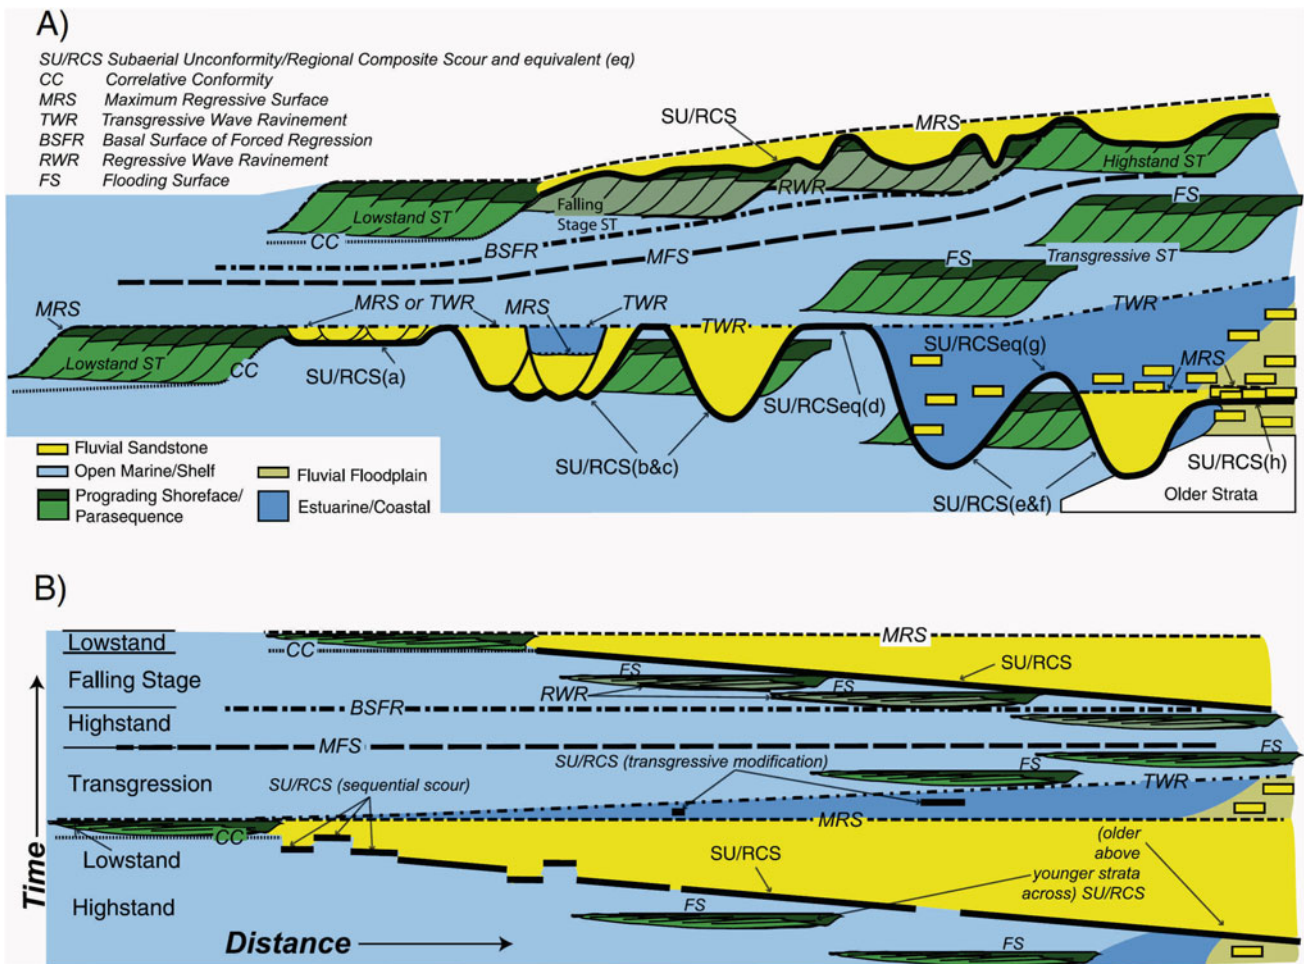 A)
SU/RCS Subaerial Unconformity/Regional Composite Scour and equivalent (eq)
CC Correlative Conformity
MRS Maximum Regressive Surface
TWR Transgressive Wave Ravinement
BSFR Basal Surface of Forced Regression
RWR Regressive Wave Ravinement
FS Flooding Surface
SU/RCS
MRS
Highstand ST
RWR
Lowstand ST
Falling
Stage ST
CC
BSFR
MFS
FS
Transgressive ST
FS
MRS
MRS or TWR
MRS
TWR
TWR
TWR
Lowstand ST
CC
SU/RCS(a)
SU/RCSeq(g)
MRS
SU/RCSeq(d)
SU/RCS(b&c)
SU/RCS(h)
SU/RCS(e&f)
Older Strata
Fluvial Sandstone
Open Marine/Shelf
Prograding Shoreface/
Parasequence
Fluvial Floodplain
Estuarine/Coastal
B)
Lowstand
CC
MRS
SU/RCS
Falling Stage
FS
RWR
FS
BSFR
Highstand
MFS
FS
SU/RCS (transgressive modification)
FS
Transgression
SU/RCS (sequential scour)
TWR
MRS
CC
Lowstand
SU/RCS
(older
above
younger strata
across) SU/RCS
Highstand
FS
FS
Time
Distance